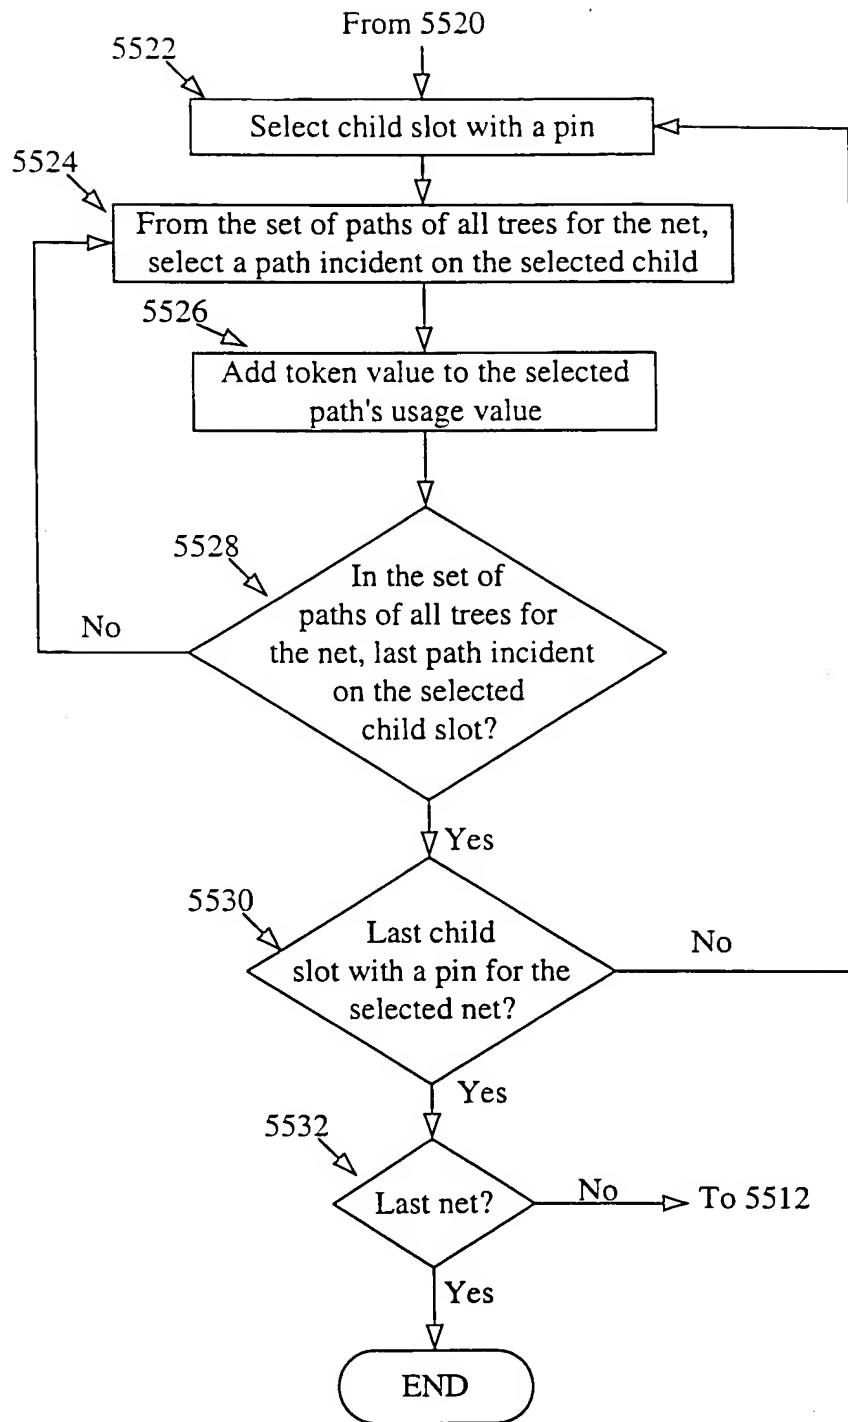 From 5520
5522
Select child slot with a pin
5524
From the set of paths of all trees for the net,
select a path incident on the selected child
5526
Add token value to the selected
path's usage value
5528
In the set of
paths of all trees for
the net, last path incident
on the selected
child slot?
No
Yes
5530
Last child
slot with a pin for the
selected net?
No
Yes
5532
Last net?
No
To 5512
Yes
END